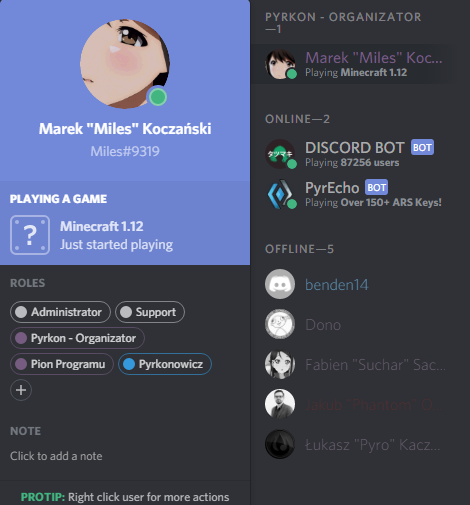 Marek "Miles" Koczański
Miles#9319
PLAYING A GAME
Minecraft 1.12
Just started playing
ROLES
Administrator
Support
Pyrkon - Organizator
Pion Programu
Pyrkonowicz
NOTE
Click to add a note
PROTIP: Right click user for more actions
PYRKON - ORGANIZATOR
—1
Marek "Miles" Koc...
Playing Minecraft 1.12
ONLINE—2
DISCORD BOT BOT
Playing 87256 users
PyrEcho BOT
Playing Over 150+ ARS Keys!
OFFLINE—5
benden14
Dono
Fabien "Suchar" Sac...
"Phantom"
Łukasz "Pyro" Kacz...